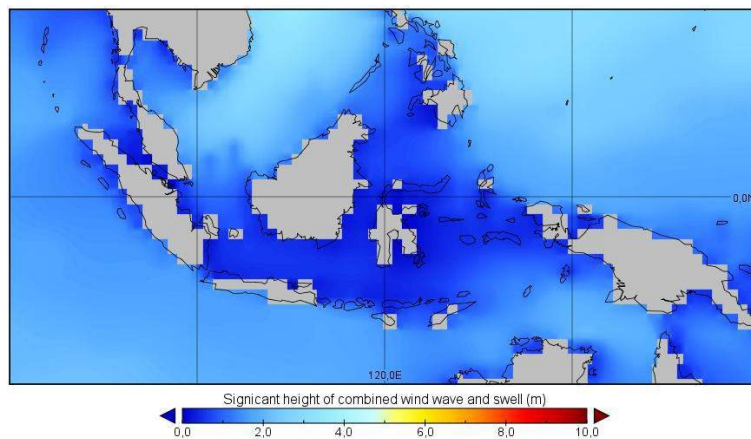 0,0N
120,0E
Signicant height of combined wind wave and swell (m)
0,0 2,0 4,0 6,0 8,0 10,0